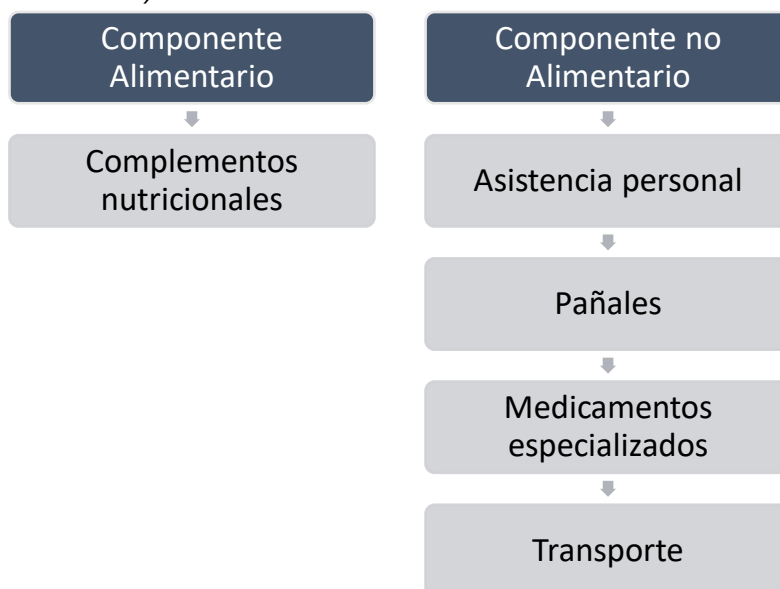 Componente
Alimentario
Complementos
nutricionales
Componente no
Alimentario
Asistencia personal
Pañales
Medicamentos
especializados
Transporte